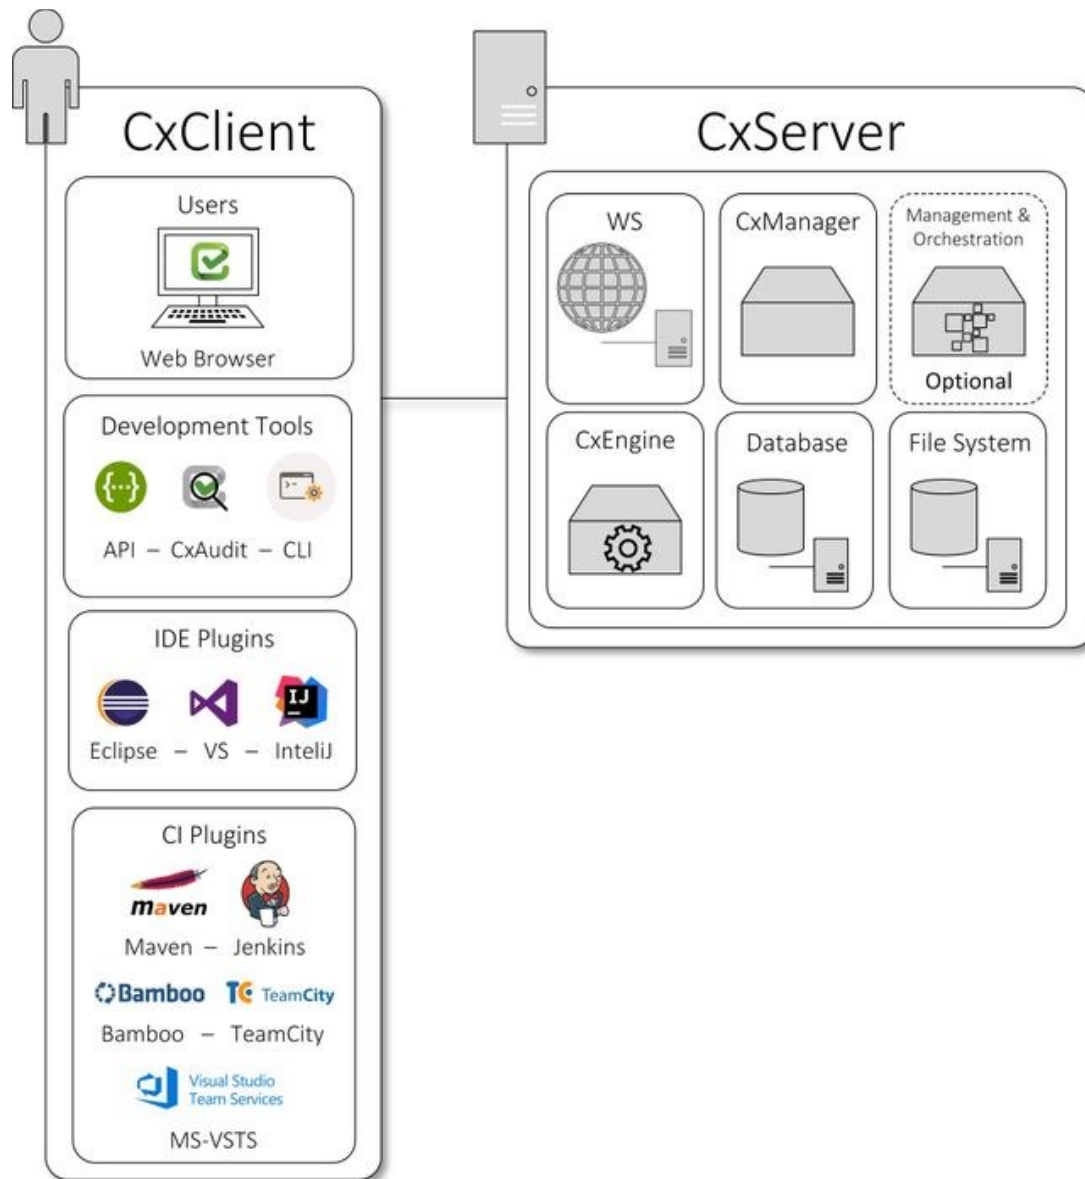 CxClient
Users
Web Browser
Development Tools
{...}
API – CxAudit – CLI
IDE Plugins
IJ
Eclipse – VS – InteliJ
CI Plugins
maven
Maven – Jenkins
Bamboo TC TeamCity
Bamboo – TeamCity
Visual Studio
Team Services
MS-VSTS
CxServer
WS
CxManager
Management &
Orchestration
Optional
CxEngine
Database
File System